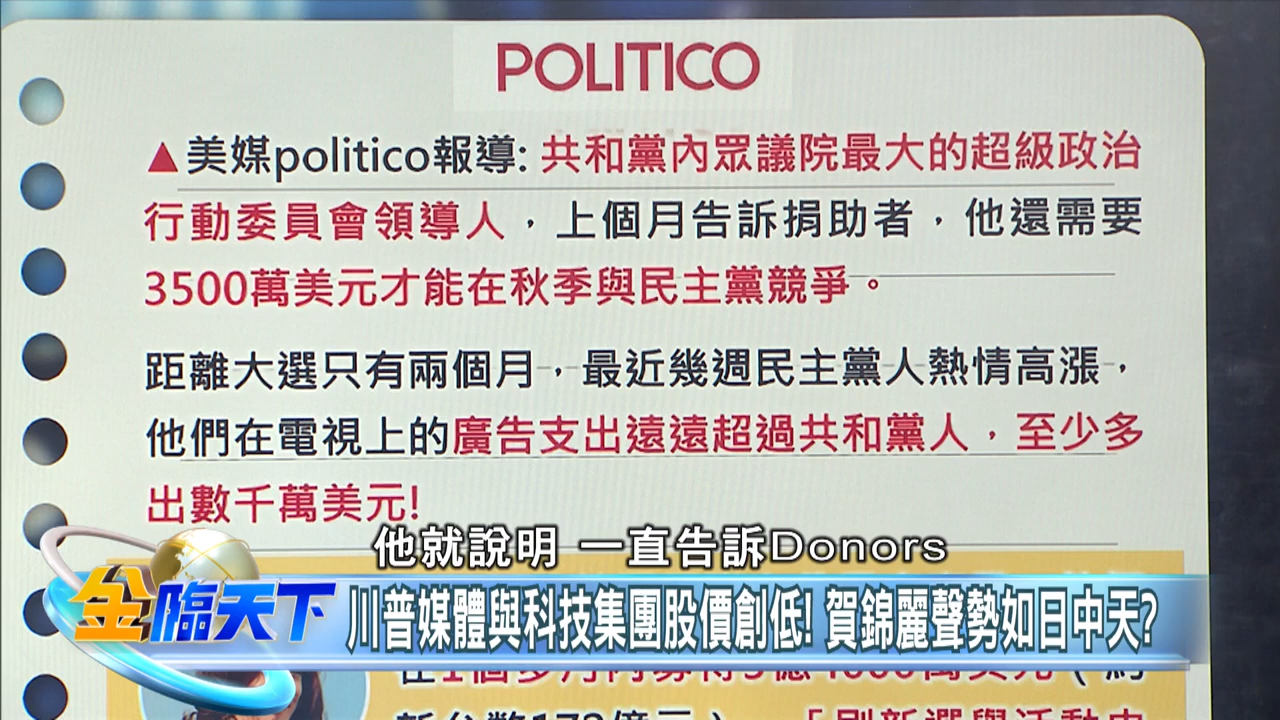 POLITICO
▲美媒politico報導: 共和黨內眾議院最大的超級政治
行動委員會領導人，上個月告訴捐助者，他還需要
3500萬美元才能在秋季與民主黨競爭。
距離大選只有兩個月，最近幾週民主黨人熱情高漲，
他們在電視上的廣告支出遠遠超過共和黨人，至少多
出數千萬美元!
他就說明 一直告訴Donors
金臨天下
川普媒體與科技集團股價創低! 賀錦麗聲勢如日中天?